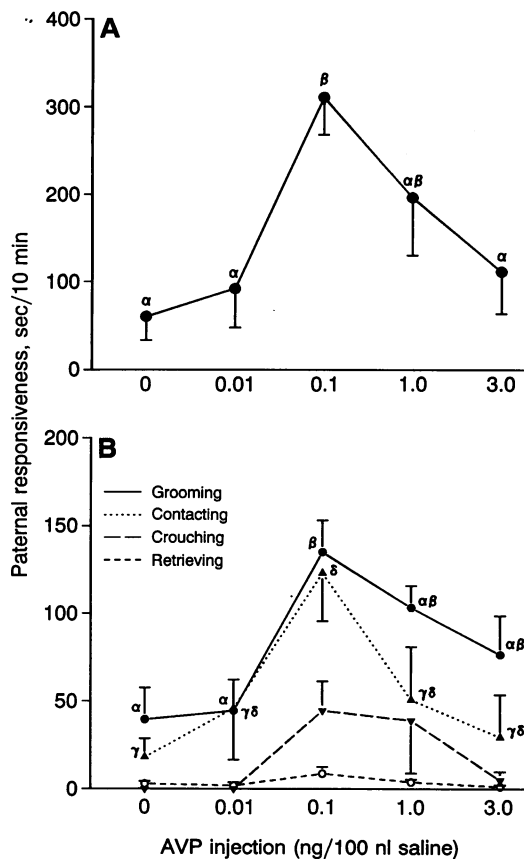 A
400
300
200
100
0
α
α
β
αβ
α
0 0.01 0.1 1.0 3.0
Paternal responsiveness, sec/10 min
B
200
150
100
50
0
Grooming
Contacting
Crouching
Retrieving
α
α
β
αβ
αβ
γ
γδ
δ
γδ
γδ
0 0.01 0.1 1.0 3.0
AVP injection (ng/100 nl saline)